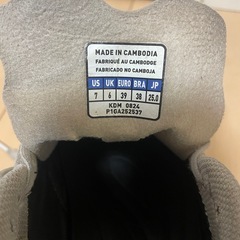 MADE IN CAMBODIA
FABRIQUÉ AU CAMBODGE
FABRICADO NO CAMBOJA
US UK EURO BRA JP
7 6 39 38 25.0
KDM 0824
P1GA252537